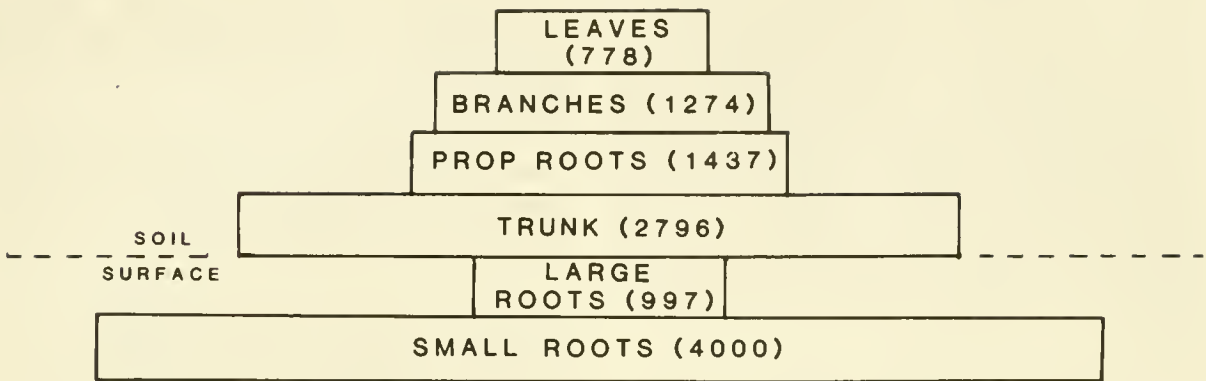 LEAVES
(778)
BRANCHES (1274)
PROP ROOTS (1437)
TRUNK (2796)
SOIL
SURFACE
LARGE
ROOTS (997)
SMALL ROOTS (4000)